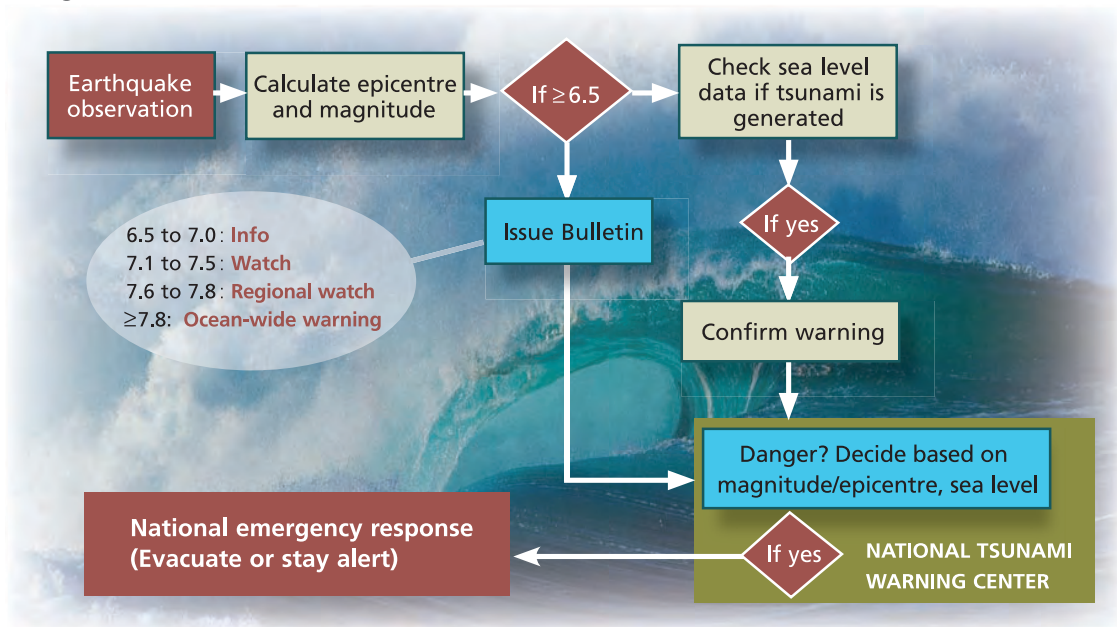 Earthquake
observation
Calculate epicentre
and magnitude
If ≥6.5
Check sea level
data if tsunami is
generated
If yes
Issue Bulletin
6.5 to 7.0: Info
7.1 to 7.5: Watch
7.6 to 7.8: Regional watch
≥7.8: Ocean-wide warning
Confirm warning
Danger? Decide based on
magnitude/epicentre, sea level
If yes
NATIONAL TSUNAMI
WARNING CENTER
National emergency response
(Evacuate or stay alert)